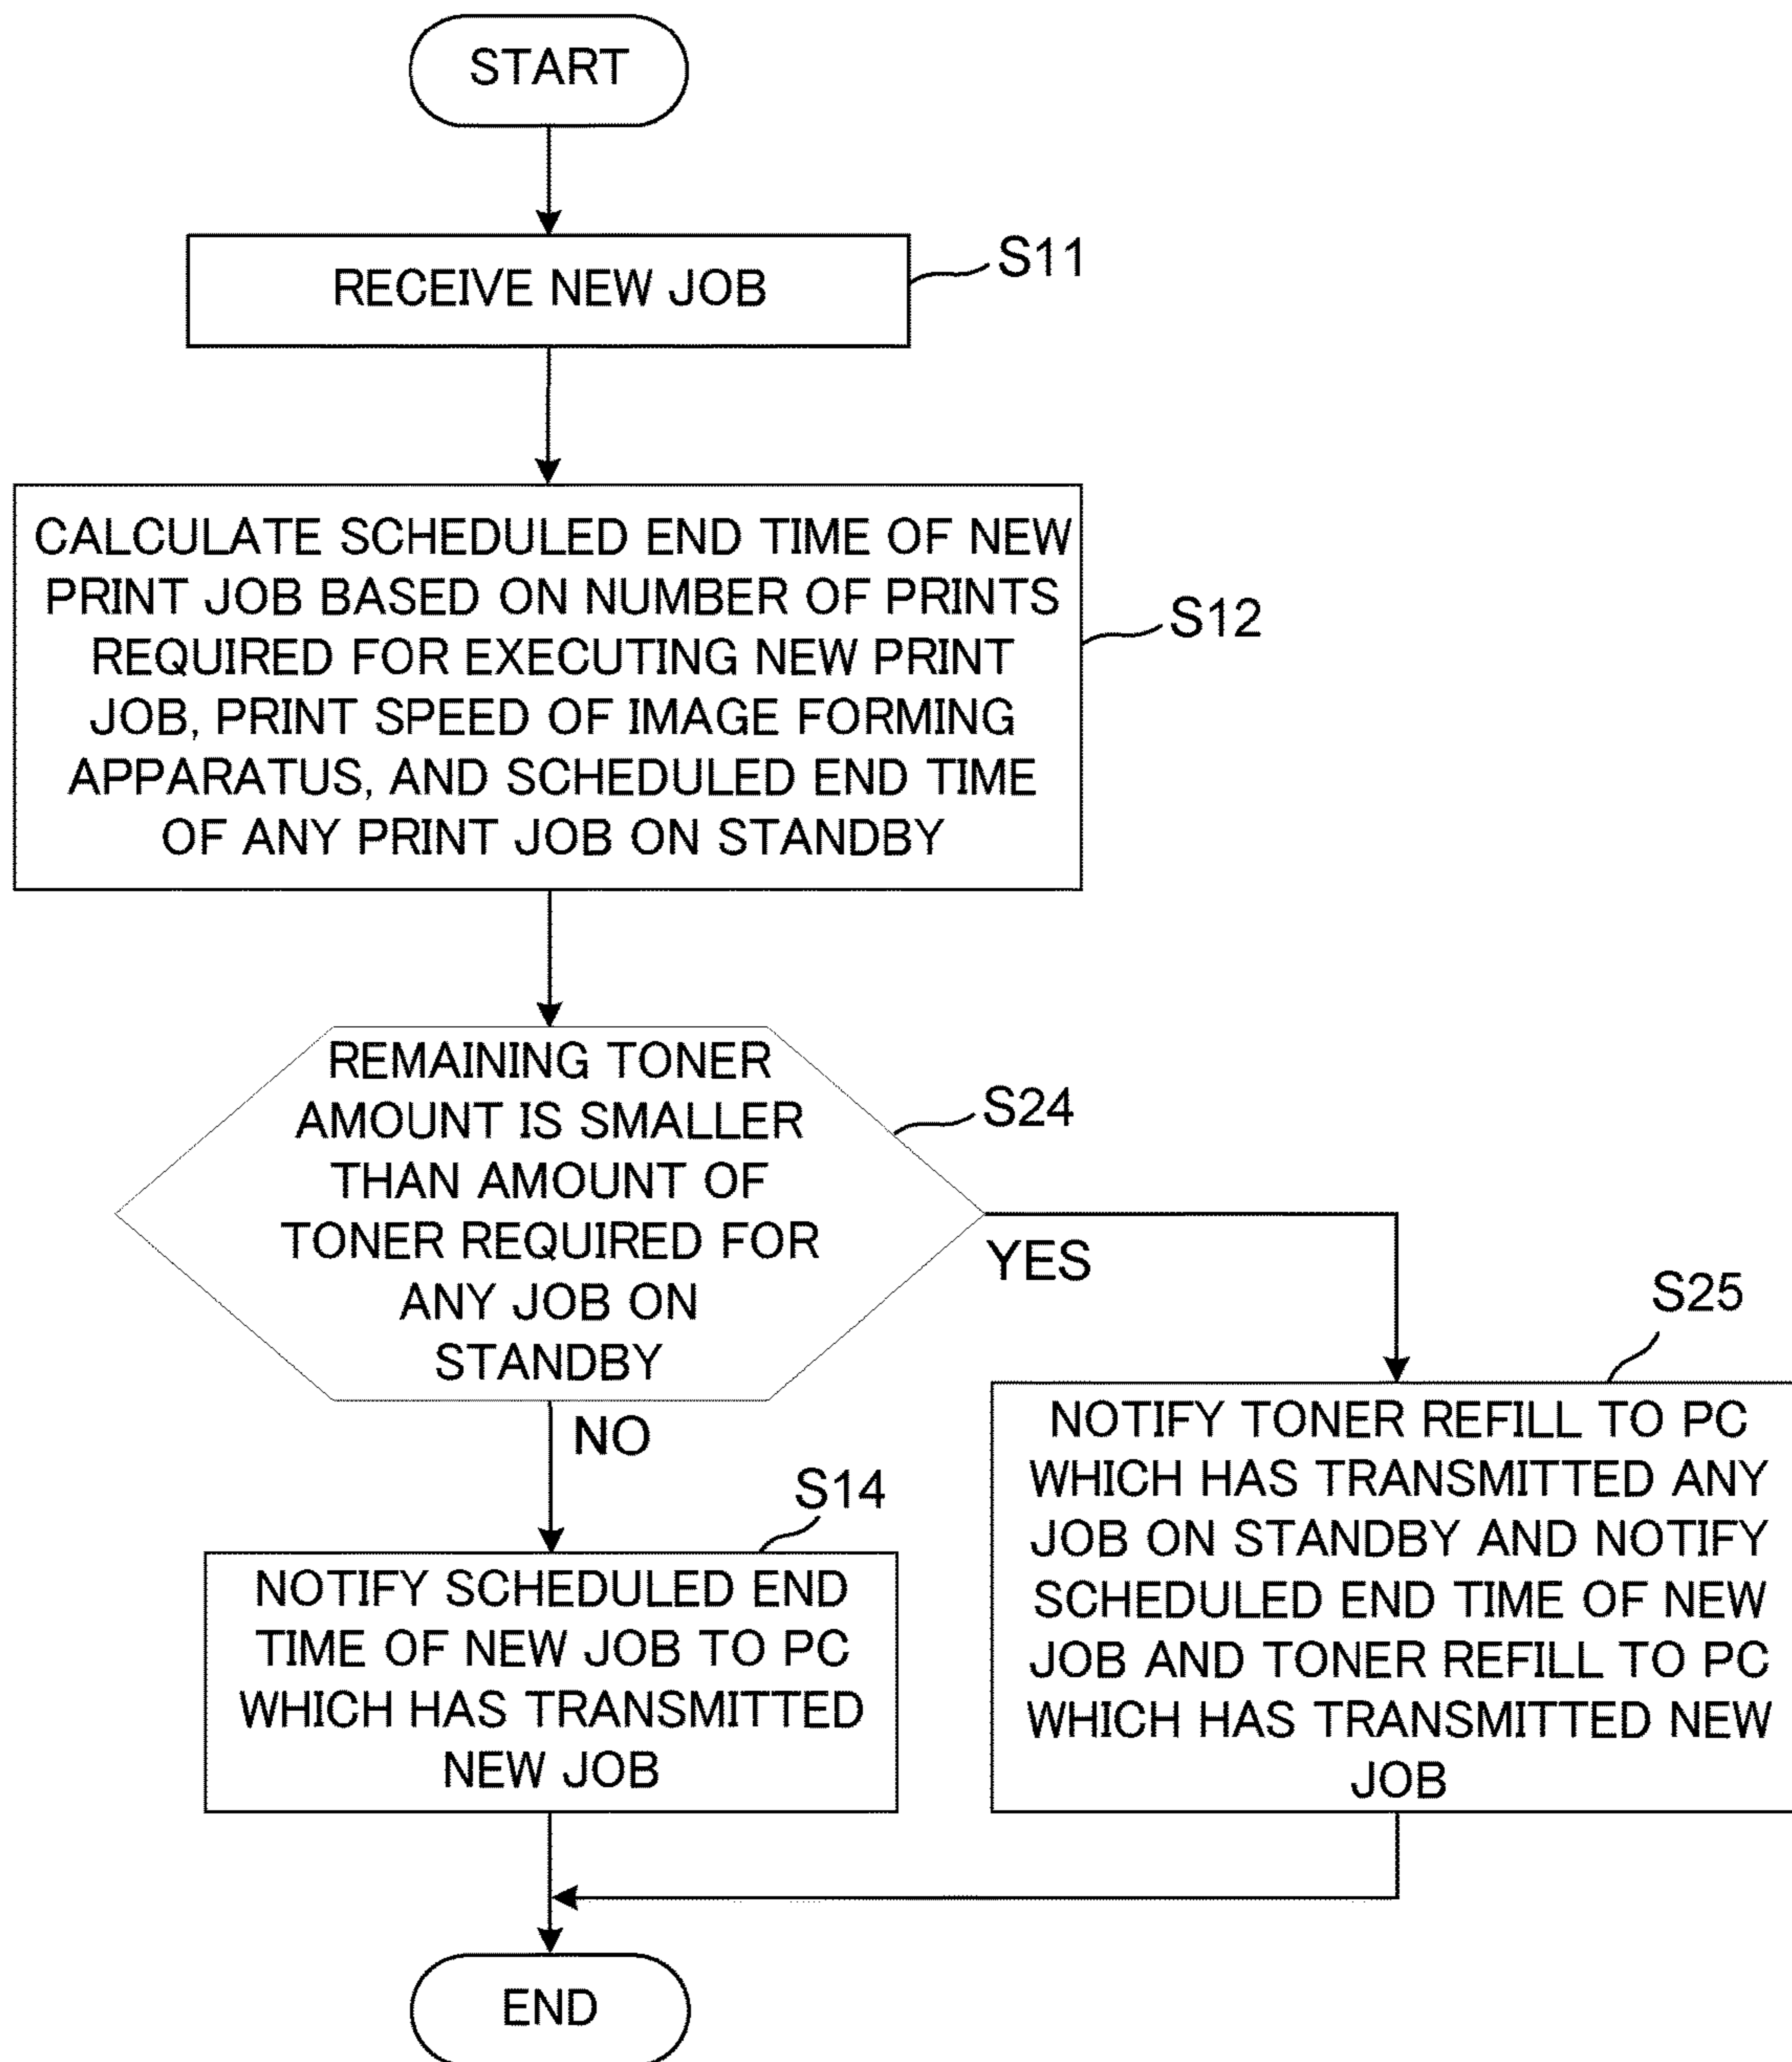 START
RECEIVE NEW JOB
S11
CALCULATE SCHEDULED END TIME OF NEW
PRINT JOB BASED ON NUMBER OF PRINTS
REQUIRED FOR EXECUTING NEW PRINT
JOB, PRINT SPEED OF IMAGE FORMING
APPARATUS, AND SCHEDULED END TIME
OF ANY PRINT JOB ON STANDBY
S12
REMAINING TONER
AMOUNT IS SMALLER
THAN AMOUNT OF
TONER REQUIRED FOR
ANY JOB ON
STANDBY
S24
YES
NO
S14
NOTIFY SCHEDULED END
TIME OF NEW JOB TO PC
WHICH HAS TRANSMITTED
NEW JOB
S25
NOTIFY TONER REFILL TO PC
WHICH HAS TRANSMITTED ANY
JOB ON STANDBY AND NOTIFY
SCHEDULED END TIME OF NEW
JOB AND TONER REFILL TO PC
WHICH HAS TRANSMITTED NEW
JOB
END